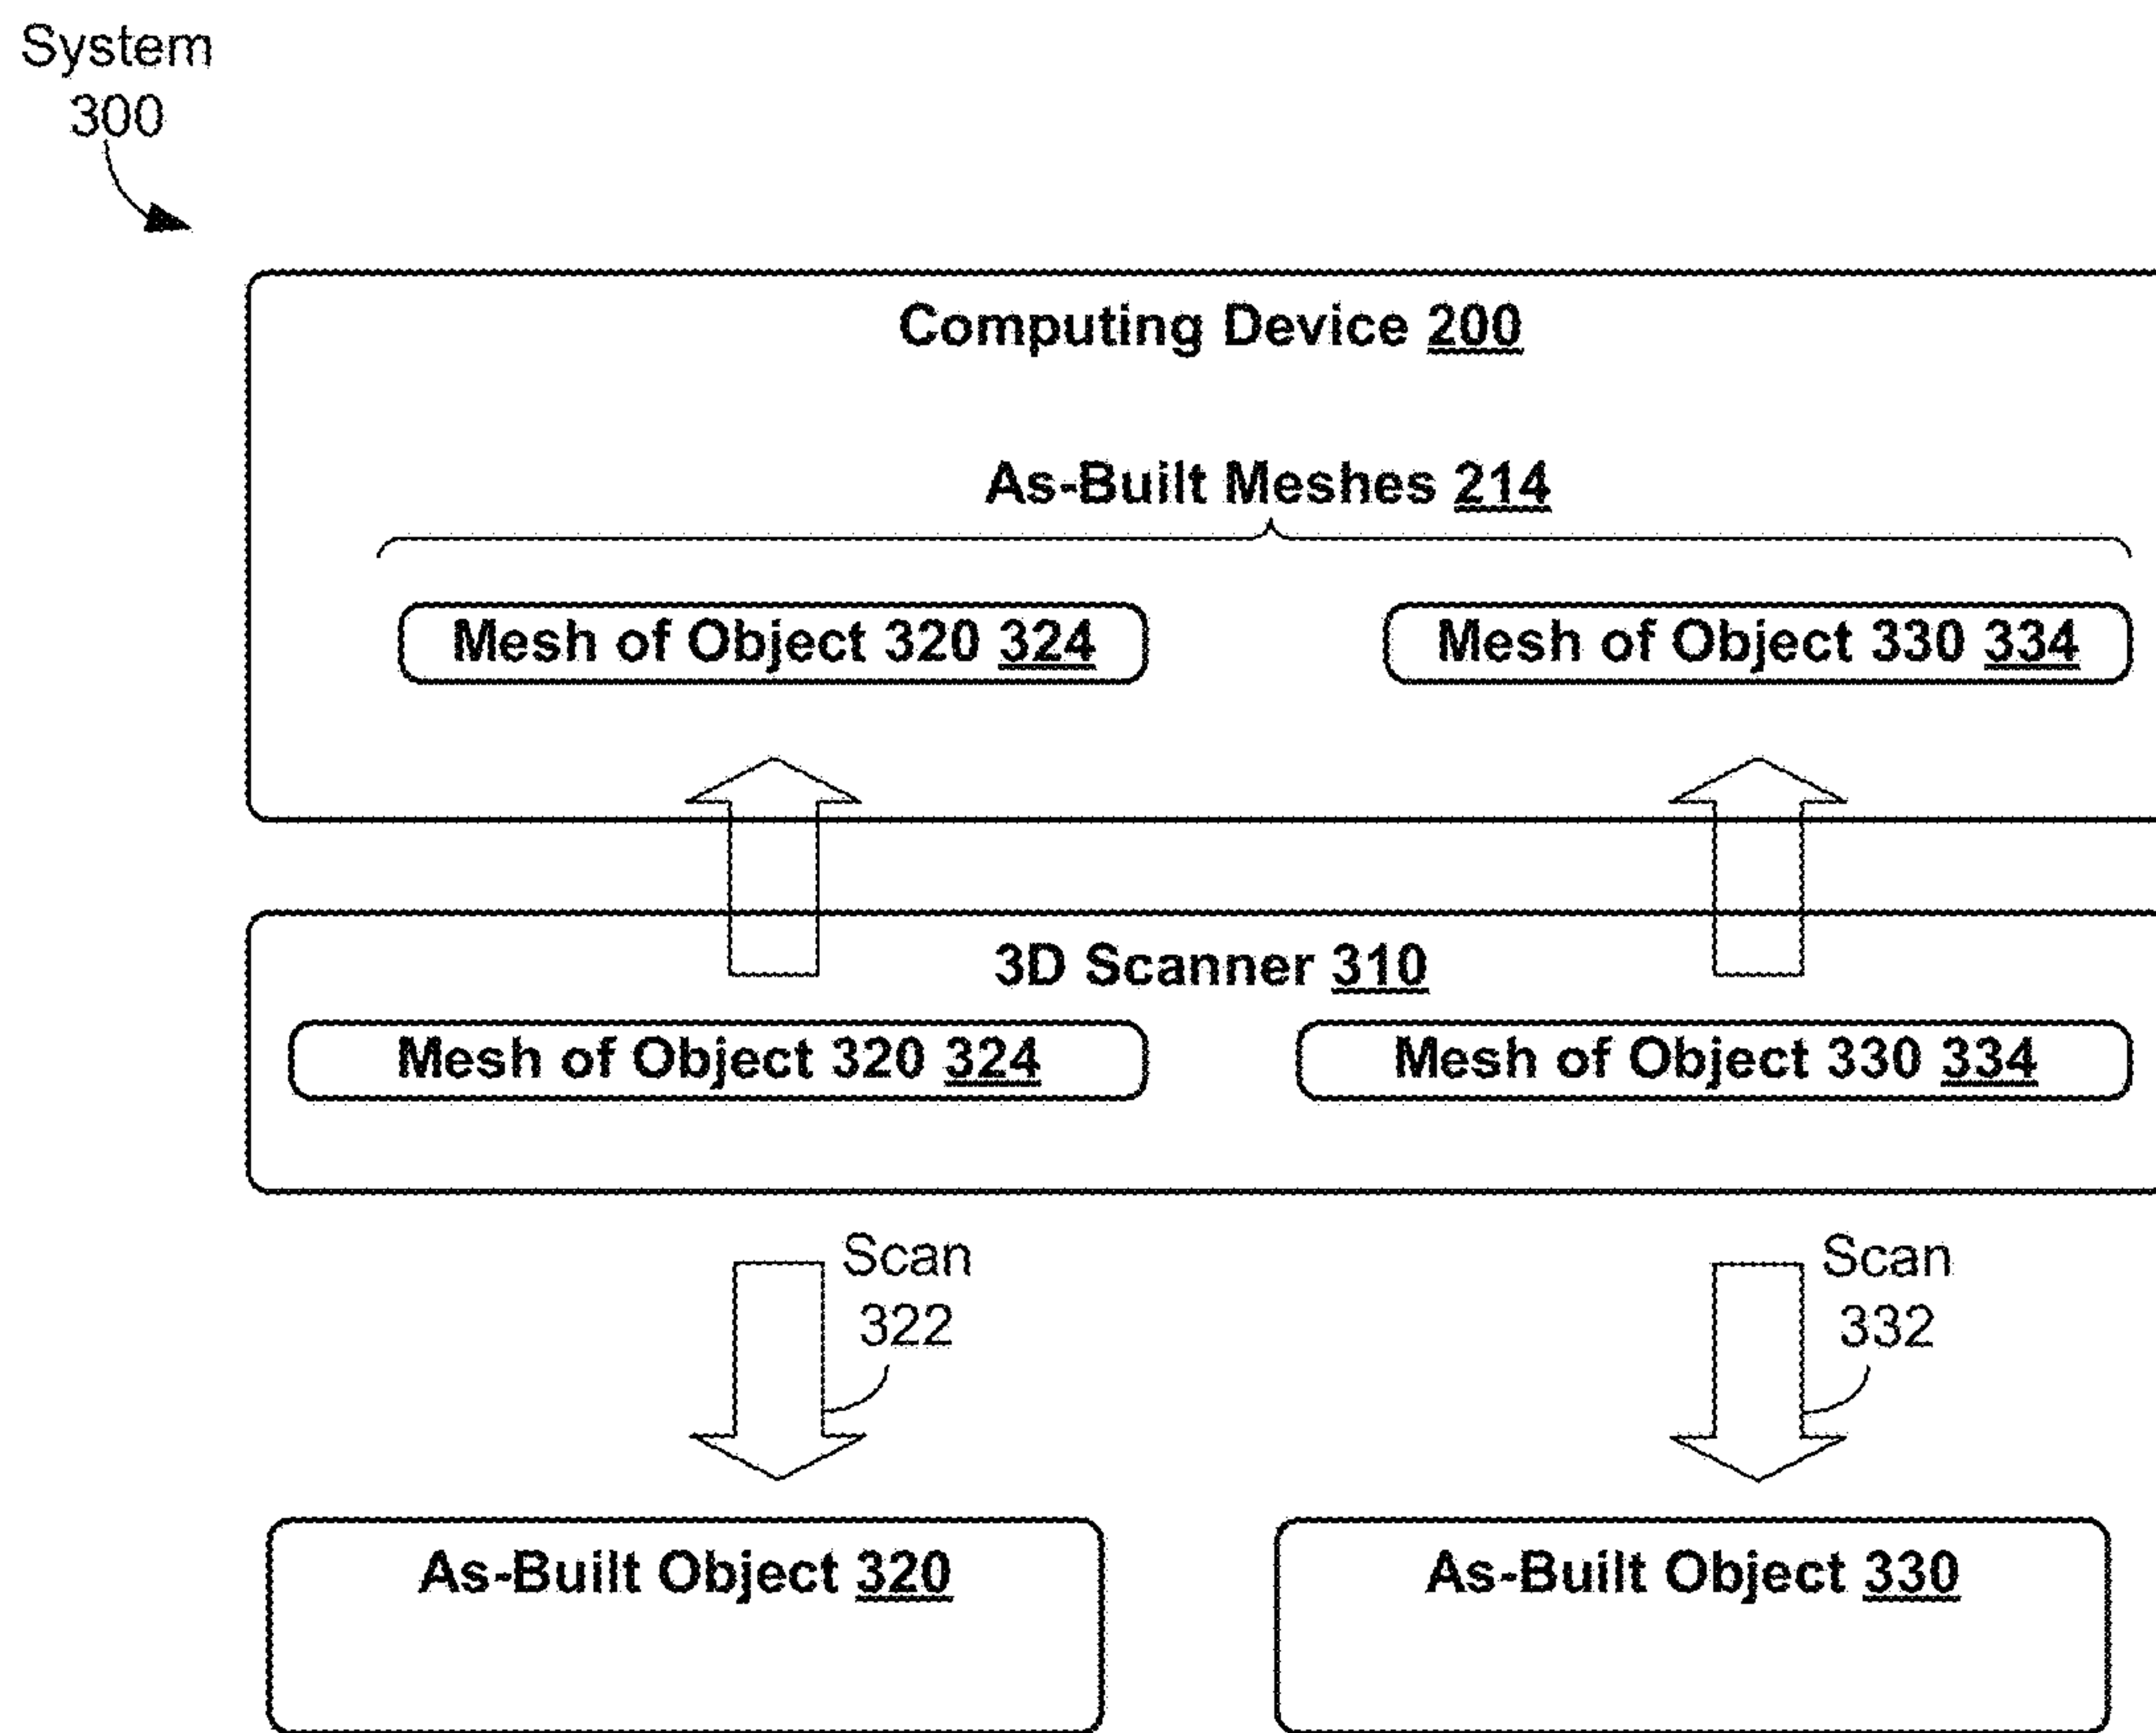 System
300
Computing Device 200
As-Built Meshes 214
Mesh of Object 320 324
Mesh of Object 330 334
3D Scanner 310
Mesh of Object 320 324
Mesh of Object 330 334
Scan
322
Scan
332
As-Built Object 320
As-Built Object 330